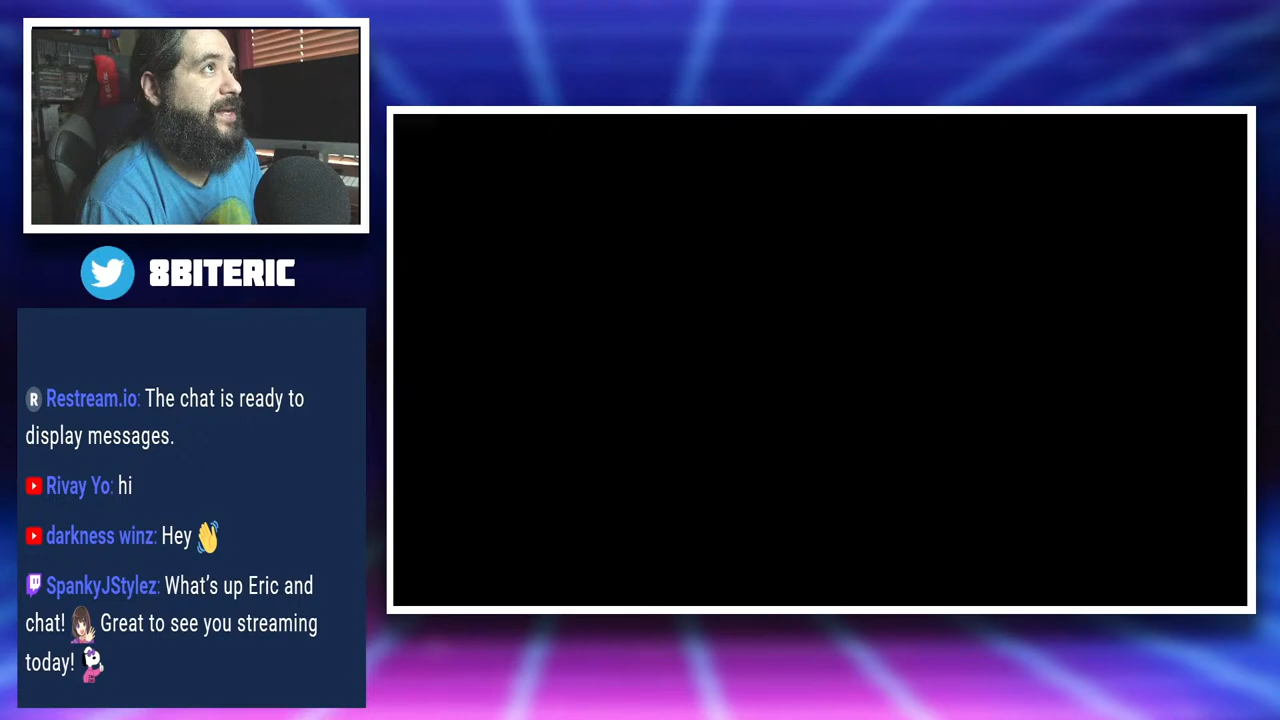 8BITERIC
Restream.io: The chat is ready to
display messages.
Rivay Yo: hi
darkness winz: Hey 👋
SpankyJStylez: What’s up Eric and
chat! Great to see you streaming
today!